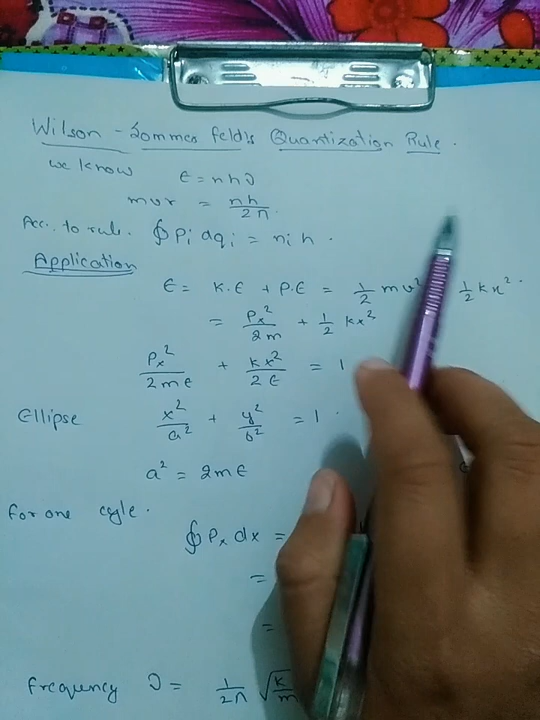 Wilson - Sommerfeld's Quantization Rule.
we know
E = nhν
mvr = nh/2π.
Acc. to rule. ∮ Pi dqi = ni h.
Application
E = K.E + P.E = 1/2 mv² 1/2 kx².
= Px²/2m + 1/2 kx²
Px²/2mE + kx²/2E = 1
Ellipse x²/a² + y²/b² = 1.
a² = 2mE
For one cycle.
∮ Px dx =
=
=
frequency ν = 1/2π √k/m